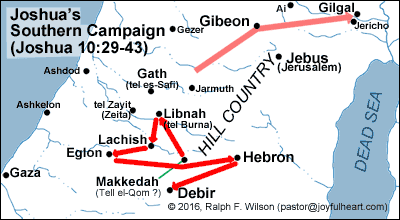 Joshua's
Southern Campaign
(Joshua 10:29-43)
Ai
Gilgal
Gibeon
Jericho
Gezer
Jebus
(Jerusalem)
Ashdod
Gath
(tel es-Safi)
Jarmuth
HILL COUNTRY
DEAD SEA
tel Zayit
(Zeita)
Libnah
(tel Burna)
Ashkelon
Lachish
Eglon
Hebron
Gaza
Makkedah
(Tell el-Qom ?)
Debir
© 2016, Ralph F. Wilson (pastor@joyfulheart.com)